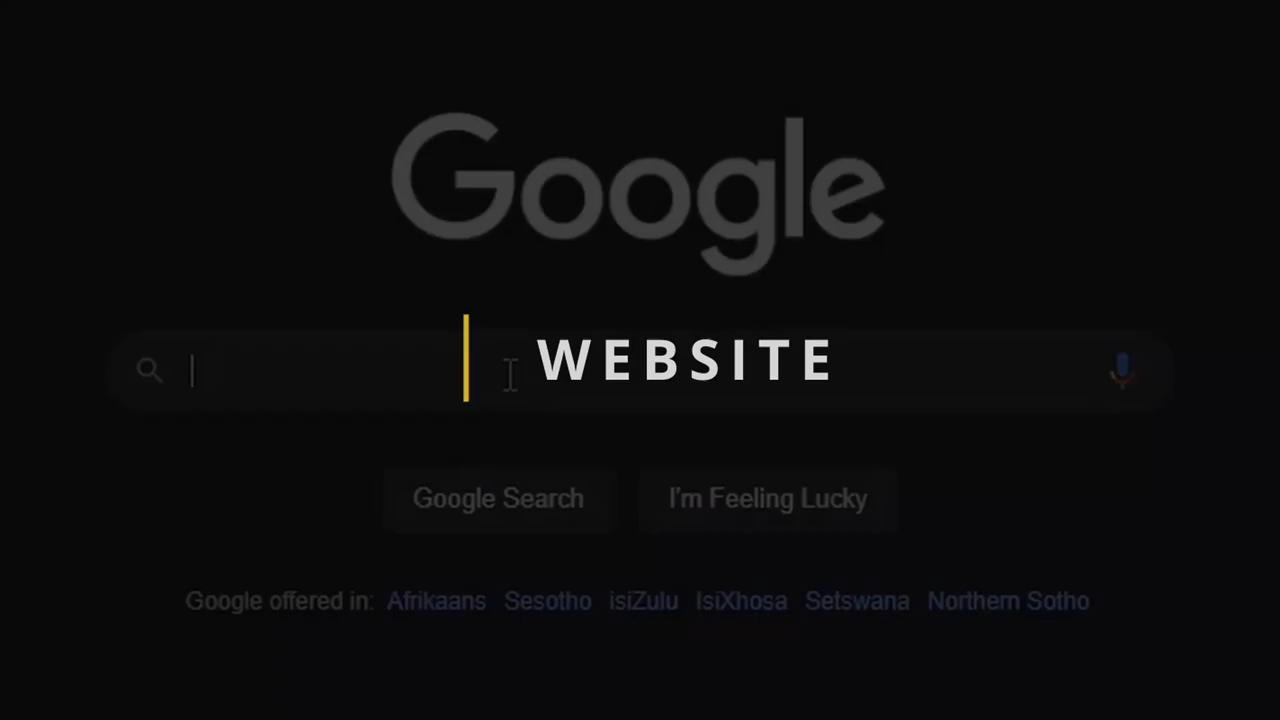 Google
WEBSITE
Google Search I'm Feeling Lucky
Google offered in: Afrikaans Sesotho isiZulu IsiXhosa Setswana Northern Sotho